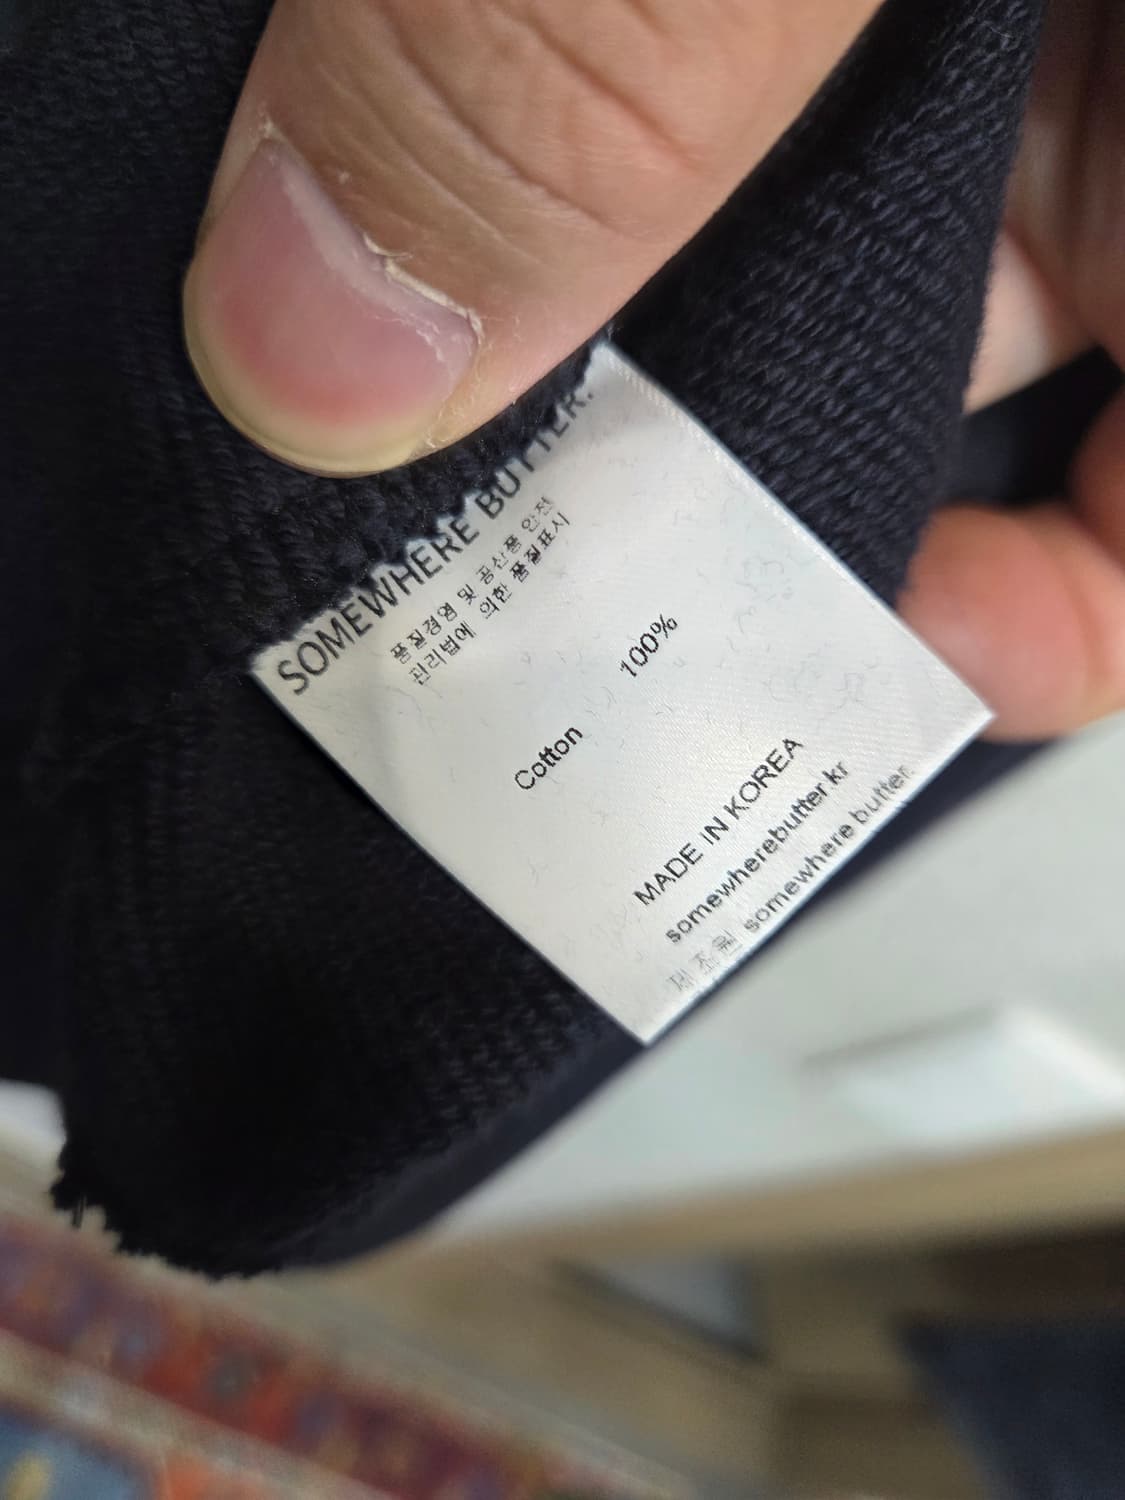 SOMEWHERE BUTTER.
품질경영 및 공산품 안전
관리법에 의한 품질표시
Cotton 100%
MADE IN KOREA
somewherebutter.kr
제조원 somewhere butter.